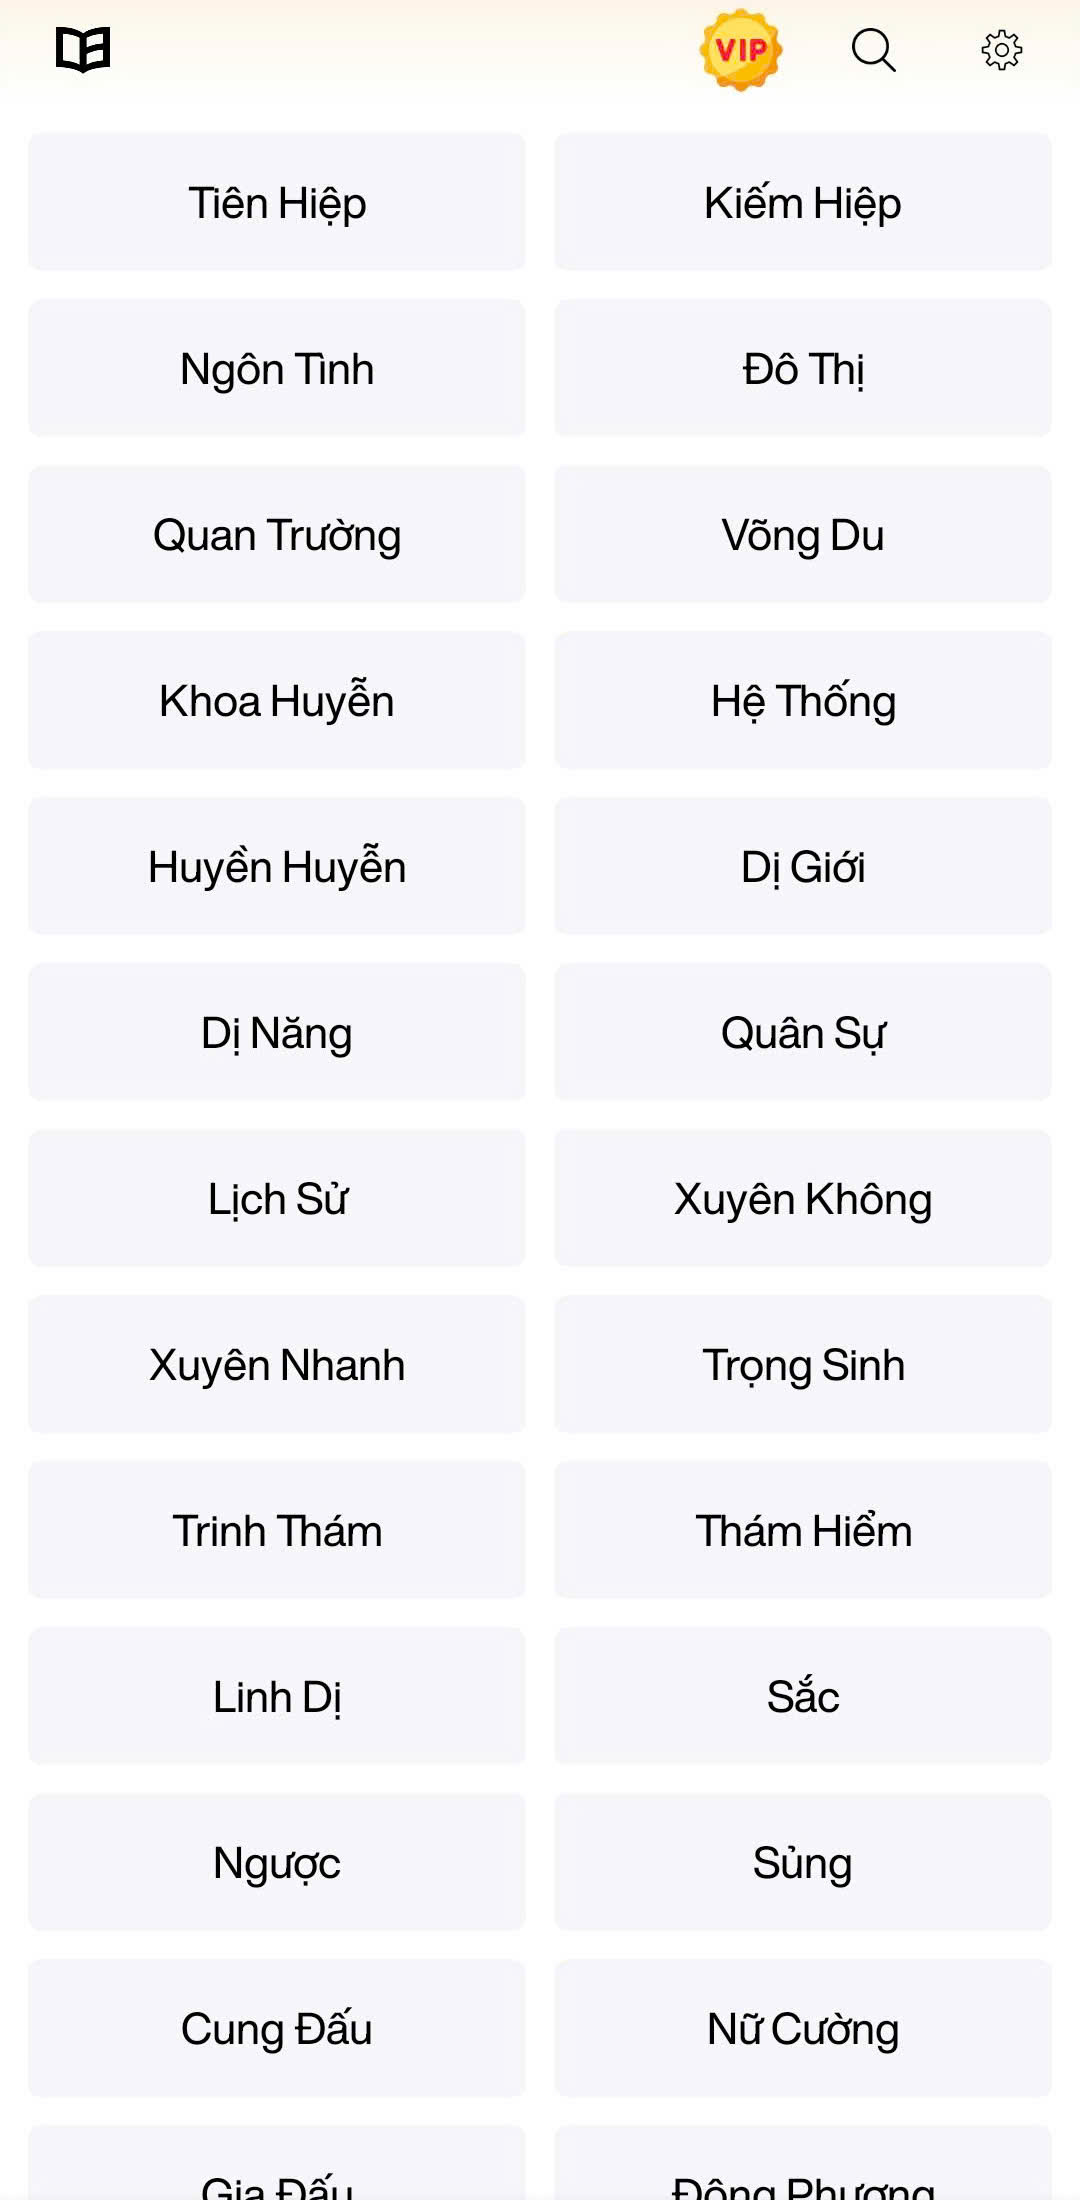 VIP
Tiên Hiệp
Kiếm Hiệp
Ngôn Tình
Đô Thị
Quan Trường
Võng Du
Khoa Huyễn
Hệ Thống
Huyền Huyễn
Dị Giới
Dị Năng
Quân Sự
Lịch Sử
Xuyên Không
Xuyên Nhanh
Trọng Sinh
Trinh Thám
Thám Hiểm
Linh Dị
Sắc
Ngược
Sủng
Cung Đấu
Nữ Cường
Gia Đấu
Đông Phương